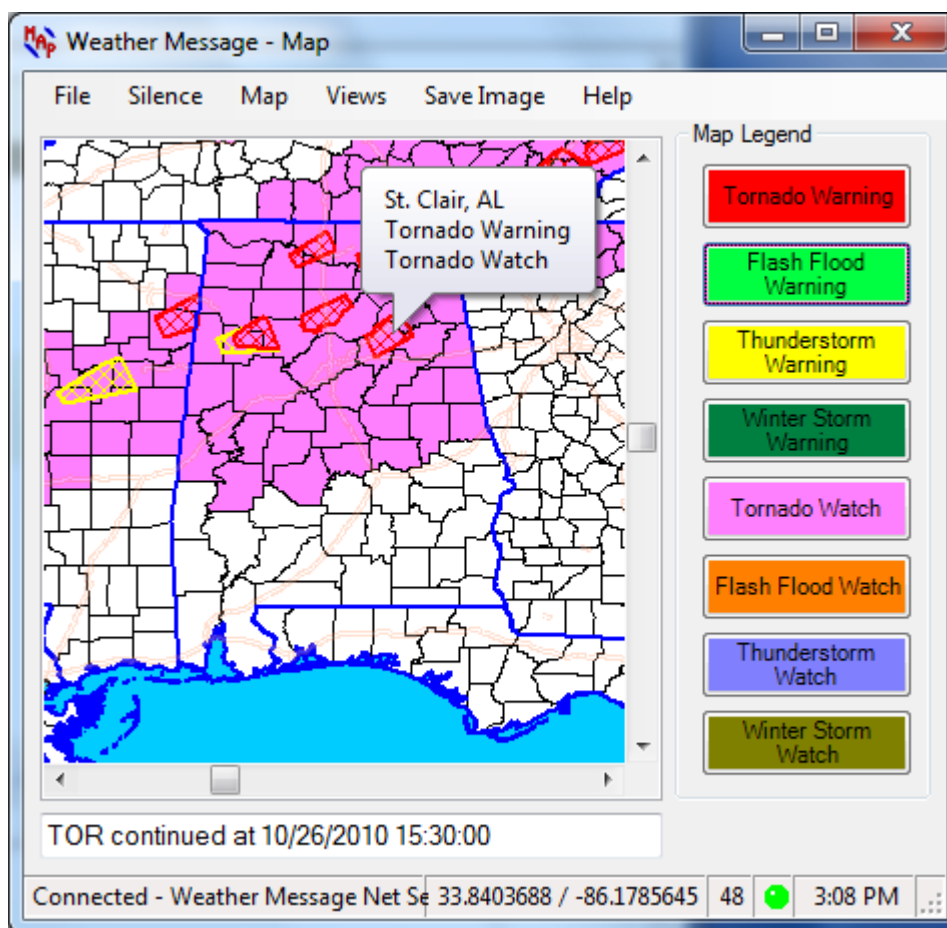 MAP Weather Message - Map
File Silence Map Views Save Image Help
Map Legend
St. Clair, AL
Tornado Warning
Tornado Watch
Tornado Warning
Flash Flood
Warning
Thunderstorm
Warning
Winter Storm
Warning
Tornado Watch
Flash Flood Watch
Thunderstorm
Watch
Winter Storm
Watch
TOR continued at 10/26/2010 15:30:00
Connected - Weather Message Net Se 33.8403688 / -86.1785645 48 3:08 PM